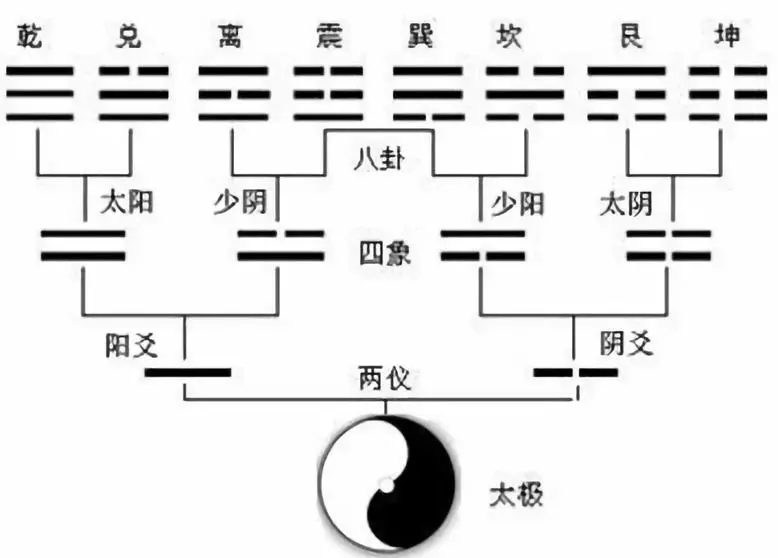 乾 兑 离 震 巽 坎 艮 坤
八卦
太阳 少阴 少阳 太阴
四象
阳爻 阴爻
两仪
太极